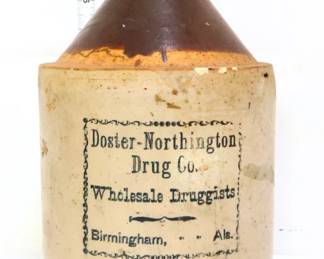 Doster-Northington
Drug Co.
Wholesale Druggists
Birmingham, " " Ala.